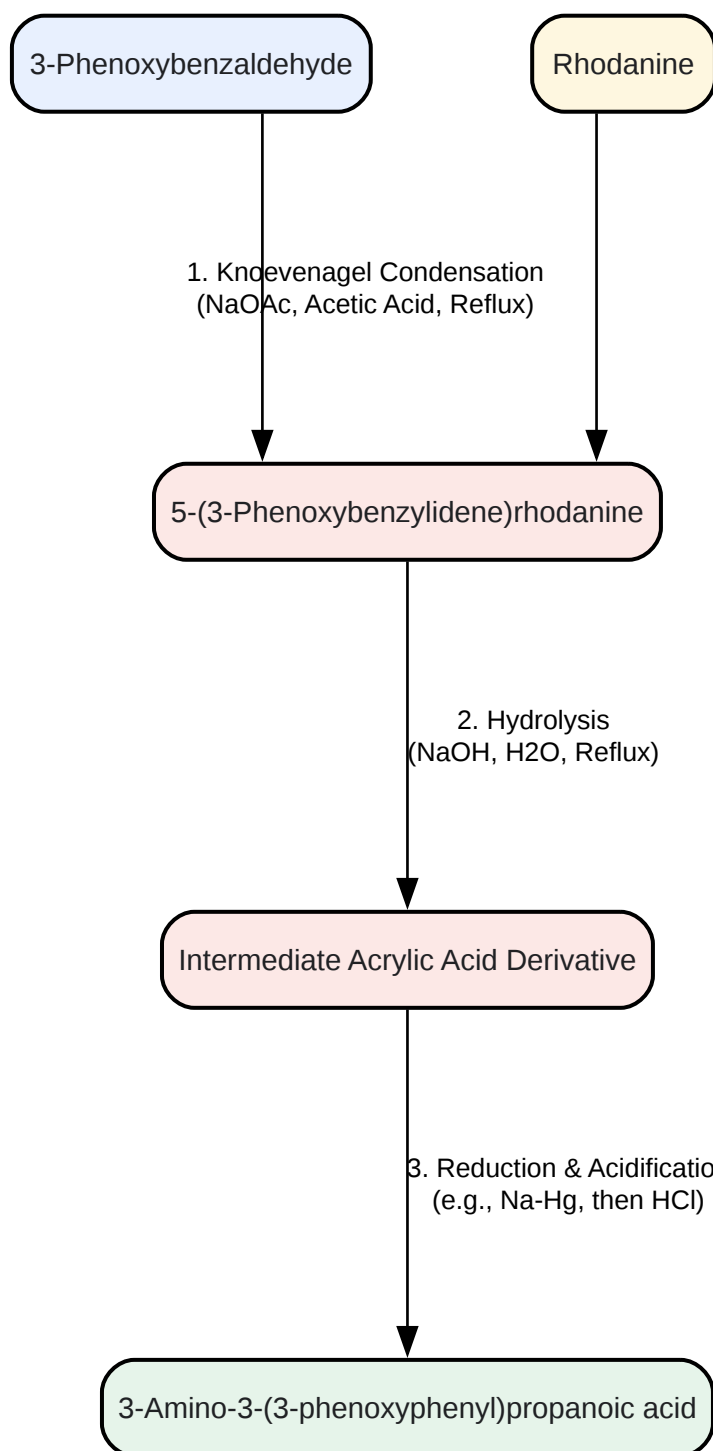 3-Phenoxybenzaldehyde
Rhodanine
1. Knoevenagel Condensation
(NaOAc, Acetic Acid, Reflux)
5-(3-Phenoxybenzylidene)rhodanine
2. Hydrolysis
(NaOH, H2O, Reflux)
Intermediate Acrylic Acid Derivative
3. Reduction & Acidificatio
(e.g., Na-Hg, then HCl)
3-Amino-3-(3-phenoxyphenyl)propanoic acid